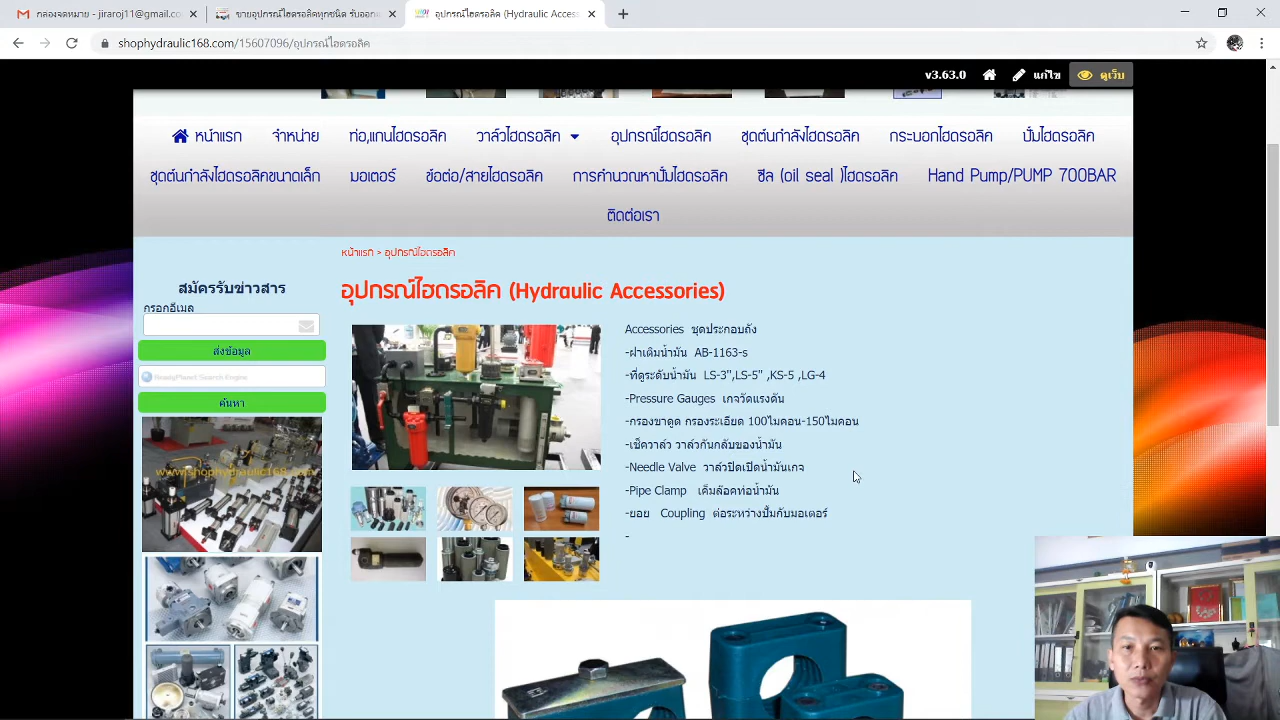 กล่องจดหมาย - jiraroj11@gmail.co
ขายอุปกรณ์ไฮดรอลิคทุกชนิด รับออกแ
อุปกรณ์ไฮดรอลิค (Hydraulic Access
shophydraulic168.com/15607096/อุปกรณ์ไฮดรอลิค
v3.63.0 แก้ไข ดูเว็บ
หน้าแรก จำหน่าย ท่อ,แกนไฮดรอลิค วาล์วไฮดรอลิค อุปกรณ์ไฮดรอลิค ชุดต้นกำลังไฮดรอลิค กระบอกไฮดรอลิค ปั๊มไฮดรอลิค
ชุดต้นกำลังไฮดรอลิคขนาดเล็ก มอเตอร์ ข้อต่อ/สายไฮดรอลิค การคำนวณหาปั๊มไฮดรอลิค ซีล (oil seal )ไฮดรอลิค Hand Pump/PUMP 700BAR
ติดต่อเรา
หน้าแรก > อุปกรณ์ไฮดรอลิค
สมัครรับข่าวสาร
กรอกอีเมล
ส่งข้อมูล
ReadyPlanet Search Engine
ค้นหา
www.shophydraulic168.com
อุปกรณ์ไฮดรอลิค (Hydraulic Accessories)
Accessories ชุดประกอบถัง
-ฝาเติมน้ำมัน AB-1163-s
-ที่ดูระดับน้ำมัน LS-3",LS-5" ,KS-5 ,LG-4
-Pressure Gauges เกจวัดแรงดัน
-กรองขาดูด กรองระเอียด 100ไมคอน-150ไมคอน
-เช็ควาล์ว วาล์วกันกลับของน้ำมัน
-Needle Valve วาล์วปิดเปิดน้ำมันเกจ
-Pipe Clamp เค็มล๊อคท่อน้ำมัน
-ยอย Coupling ต่อระหว่างปั๊มกับมอเตอร์
-